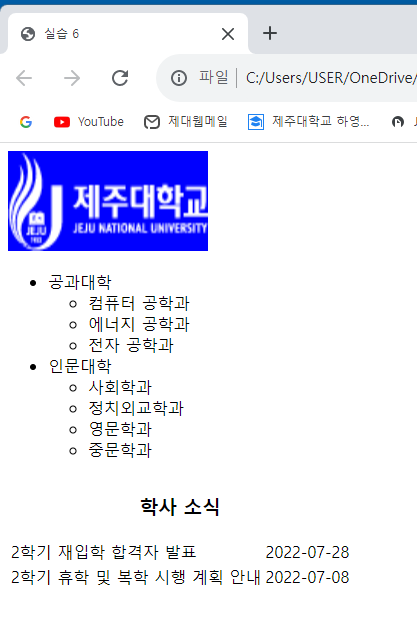 실습 6
파일 C:/Users/USER/OneDrive/
YouTube 제대웹메일 제주대학교 하영...
제주대학교
JEJU NATIONAL UNIVERSITY
JEJU
1952
공과대학
컴퓨터 공학과
에너지 공학과
전자 공학과
인문대학
사회학과
정치외교학과
영문학과
중문학과
학사 소식
2학기 재입학 합격자 발표 2022-07-28
2학기 휴학 및 복학 시행 계획 안내 2022-07-08